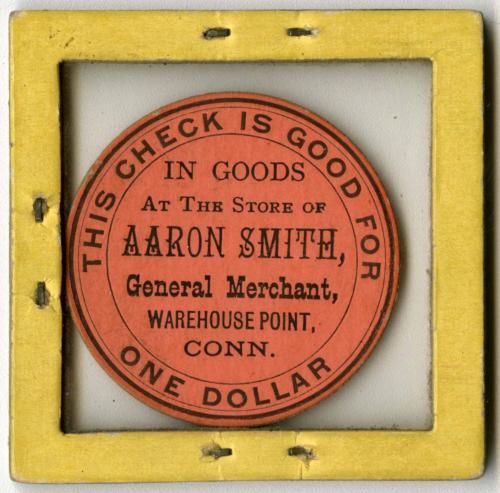 THIS CHECK IS GOOD FOR
IN GOODS
AT THE STORE OF
AARON SMITH,
General Merchant,
WAREHOUSE POINT,
CONN.
ONE DOLLAR